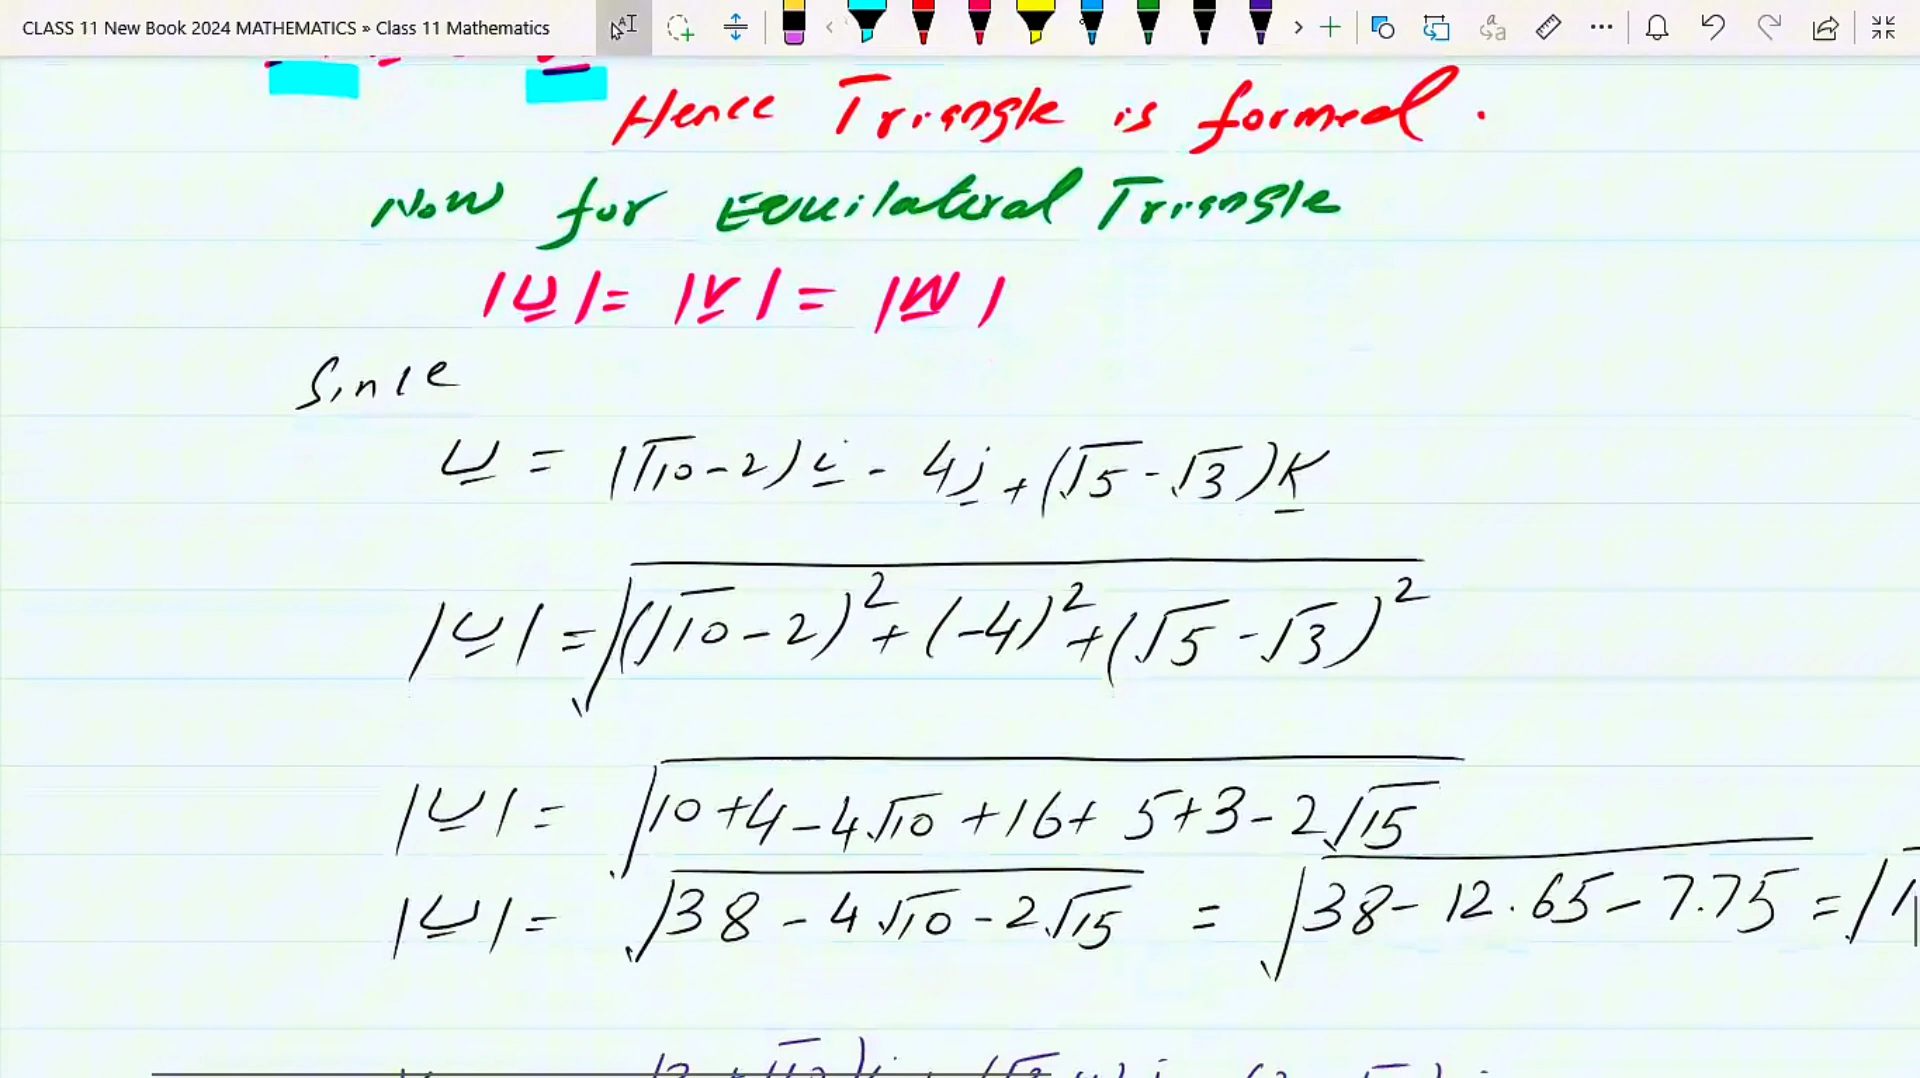 CLASS 11 New Book 2024 MATHEMATICS » Class 11 Mathematics
Hence Triangle is formed.
Now for Equilateral Triangle
|U| = |V| = |W|
Since
U = (√10 - 2)i - 4j + (√5 - √3)k
|U| = √((√10 - 2)² + (-4)² + (√5 - √3)²)
|U| = √(10 + 4 - 4√10 + 16 + 5 + 3 - 2√15)
|U| = √(38 - 4√10 - 2√15) = √(38 - 12.65 - 7.75) =